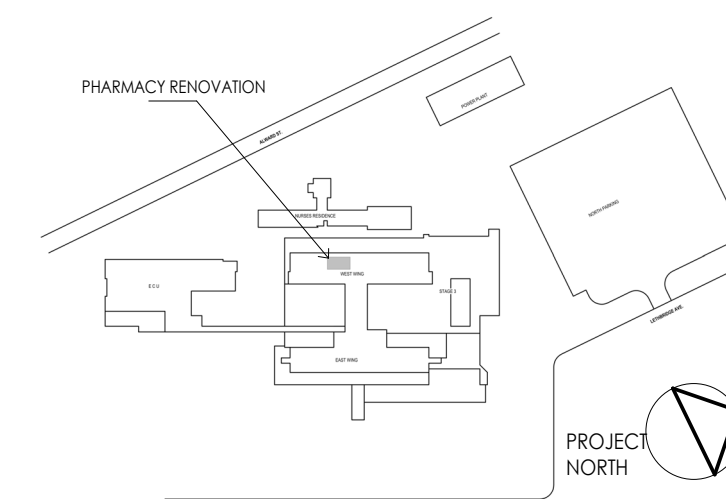 PHARMACY RENOVATION
POWER PLANT
ALWARD ST.
NURSES RESIDENCE
NORTH PARKING
WEST WING
E C U
STAGE 3
LETHBRIDGE AVE.
EAST WING
PROJECT
NORTH